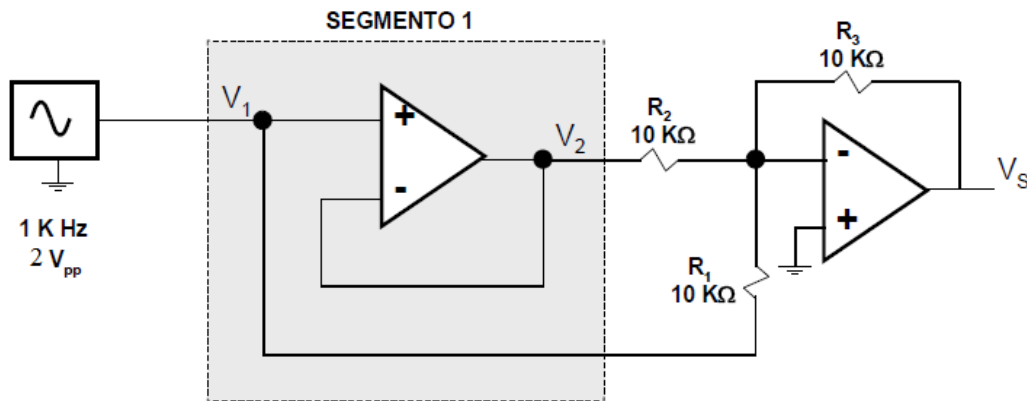 SEGMENTO 1
R3
10 KΩ
V1
+
-
V2
R2
10 KΩ
-
+
VS
1 K Hz
2 Vpp
R1
10 KΩ